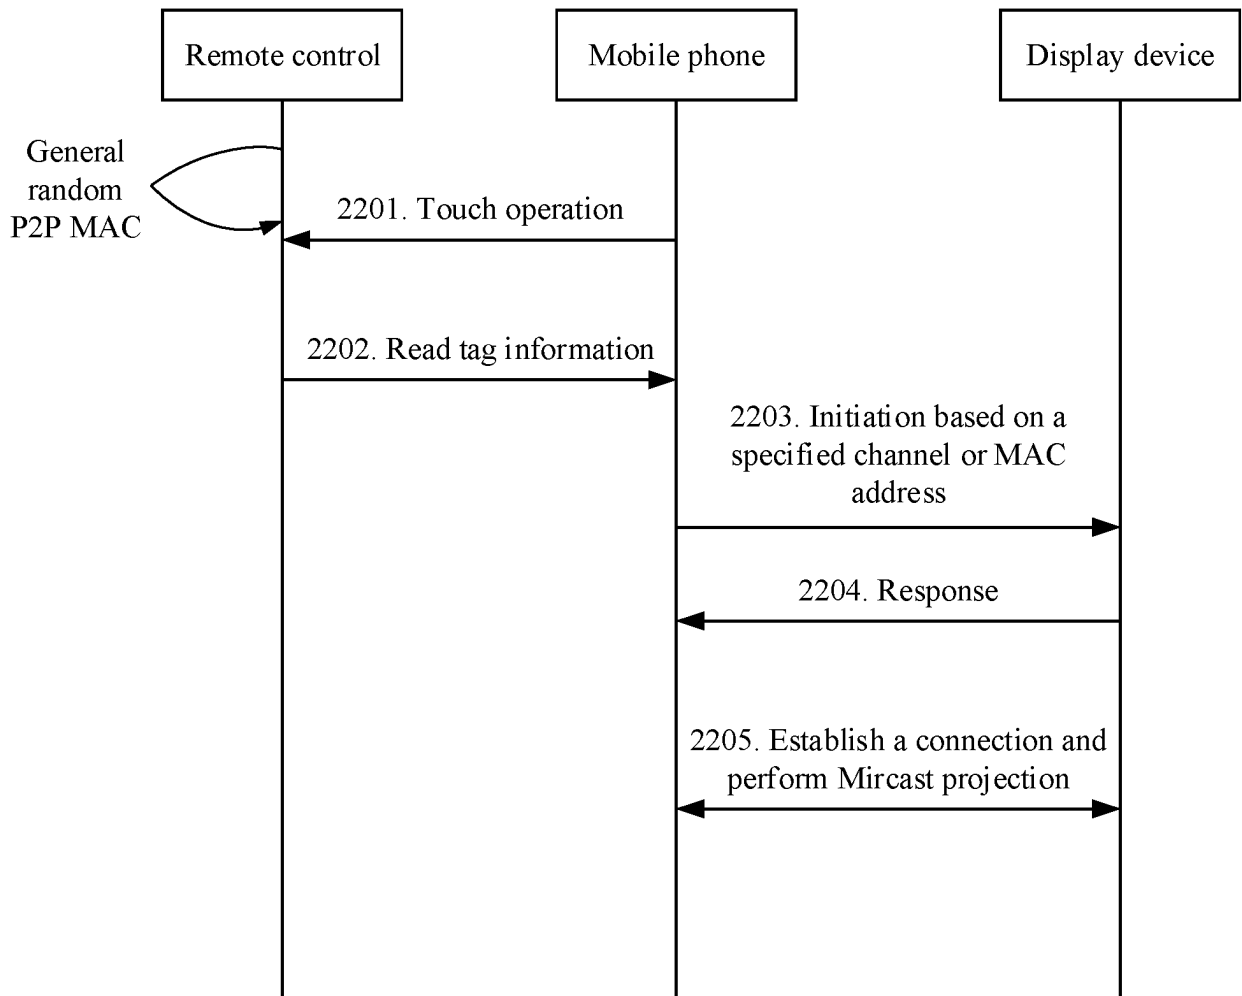 Remote control
Mobile phone
Display device
General
random
P2P MAC
2201. Touch operation
2202. Read tag information
2203. Initiation based on a
specified channel or MAC
address
2204. Response
2205. Establish a connection and
perform Mircast projection